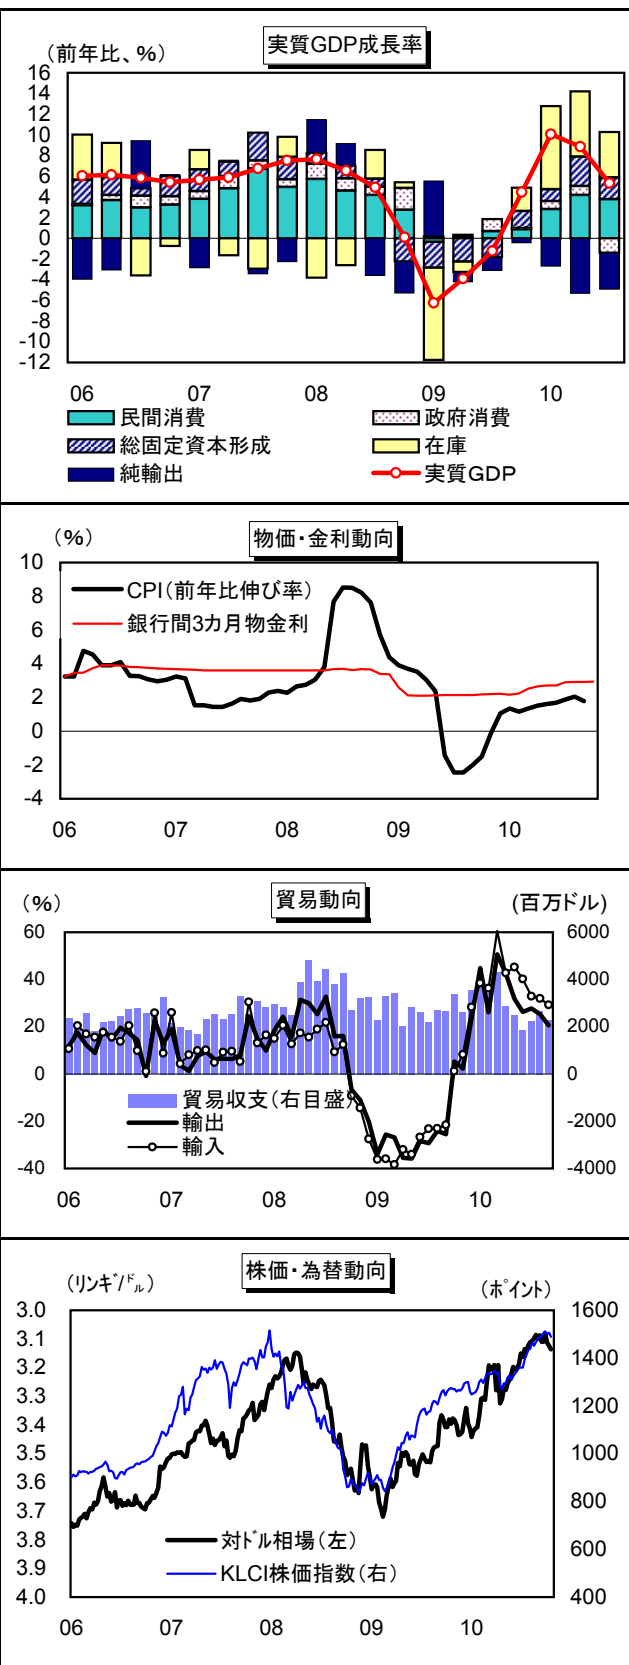 実質GDP成長率
（前年比、%）
16
14
12
10
8
6
4
2
0
-2
-4
-6
-8
-10
-12
06 07 08 09 10
民間消費 政府消費
総固定資本形成 在庫
純輸出 実質GDP
物価・金利動向
（%）
10
8
6
4
2
0
-2
-4
CPI（前年比伸び率）
銀行間3カ月物金利
06 07 08 09 10
貿易動向
（%） （百万ドル）
60 6000
40 4000
20 2000
0 0
-20 -2000
-40 -4000
貿易収支（右目盛）
輸出
輸入
06 07 08 09 10
株価・為替動向
（リンギ/ドル） （ポイント）
3.0 1600
3.1
3.2 1400
3.3
3.4 1200
3.5 1000
3.6
3.7 800
3.8 600
3.9
4.0 400
対ドル相場（左）
KLCI株価指数（右）
06 07 08 09 10